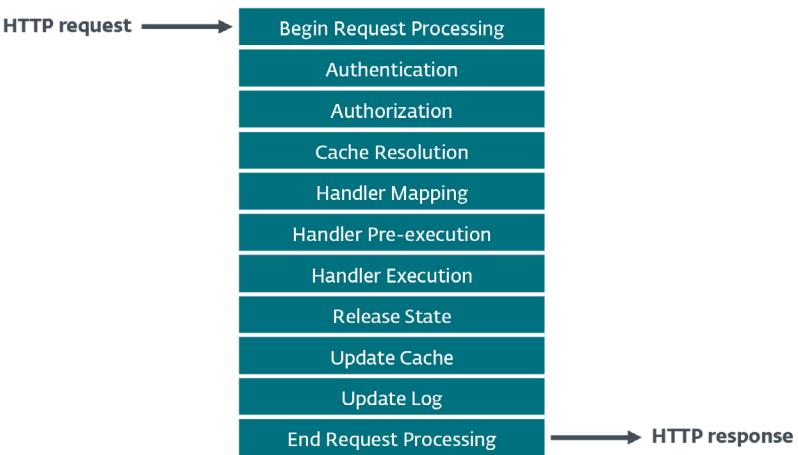 HTTP request
Begin Request Processing
Authentication
Authorization
Cache Resolution
Handler Mapping
Handler Pre-execution
Handler Execution
Release State
Update Cache
Update Log
End Request Processing
HTTP response